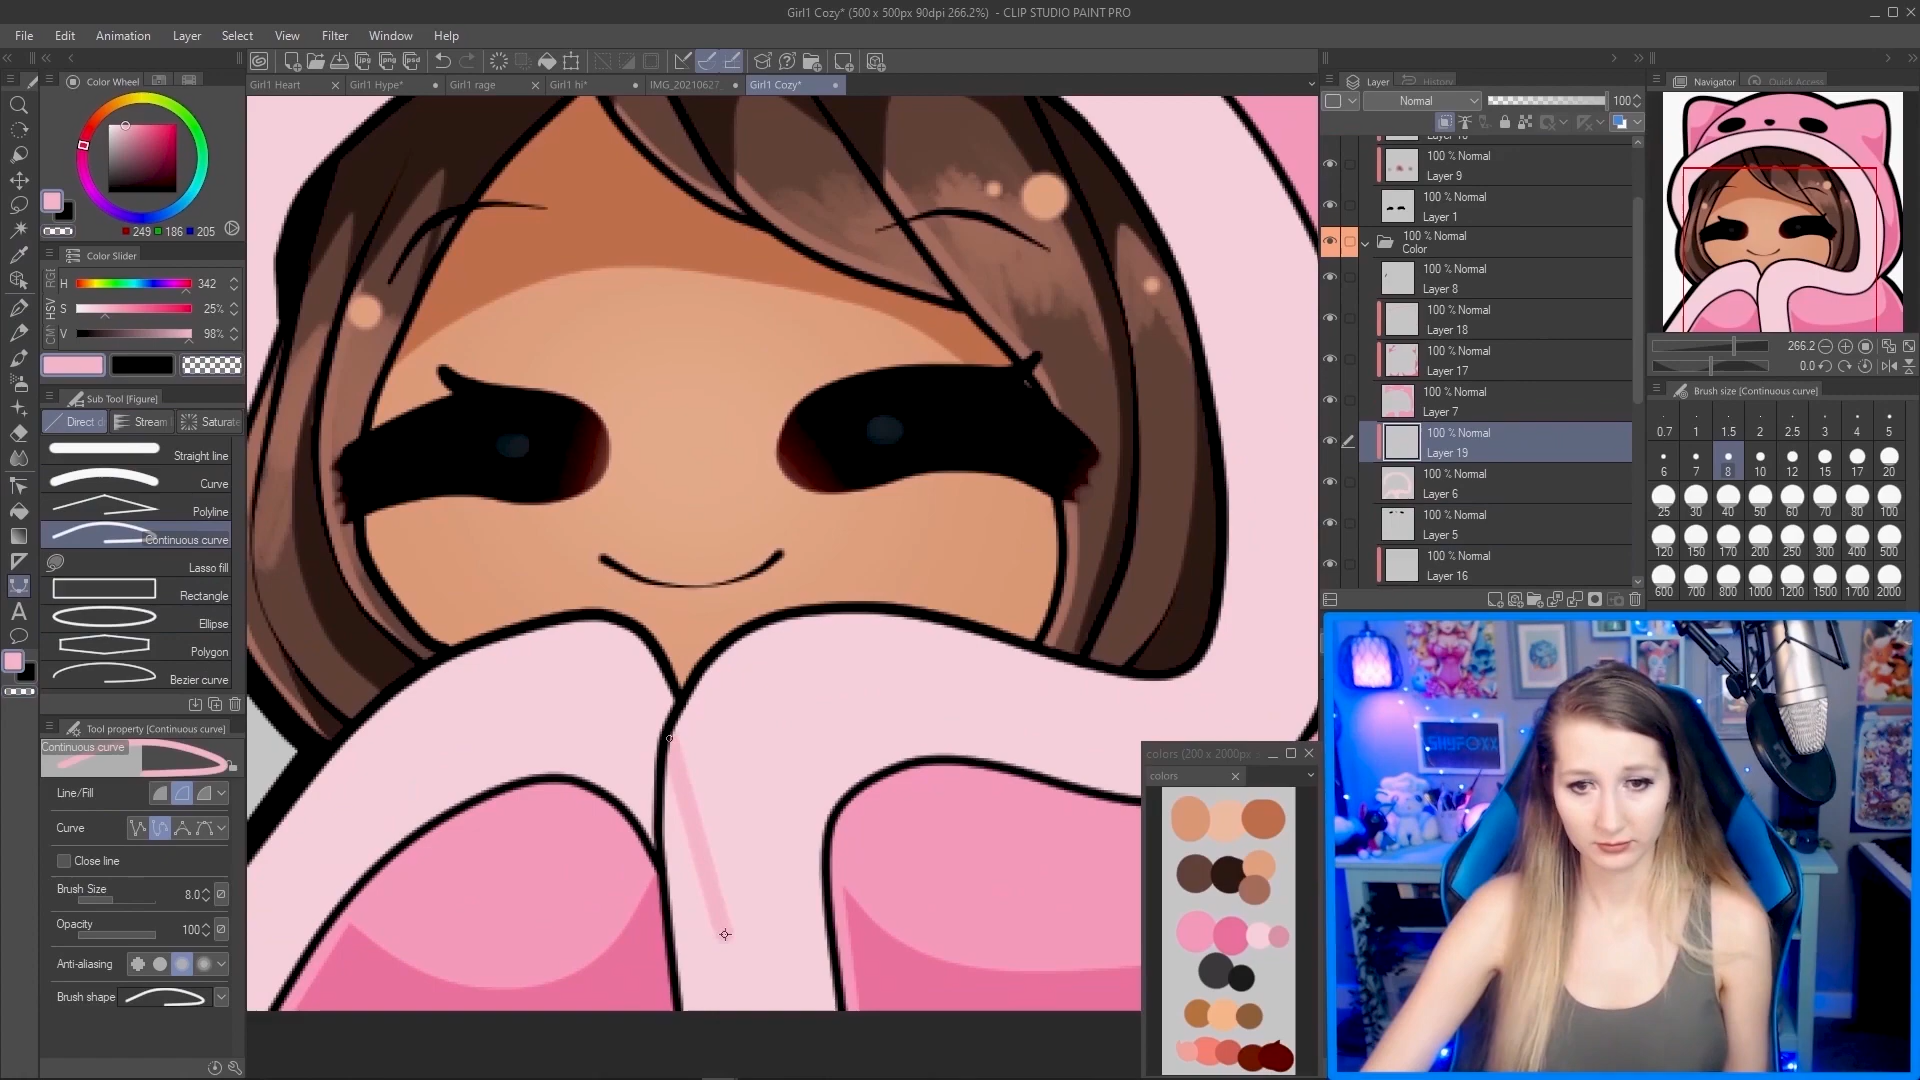 Girl1 Cozy* (500 x 500px 90dpi 266.2%) - CLIP STUDIO PAINT PRO
File Edit Animation Layer Select View Filter Window Help
Girl1 Heart Girl1 Hype* Girl1 rage Girl1 hi* IMG_20210627 Girl1 Cozy*
Color Wheel
249 186 205
Color Slider
H 342
S 25%
V 98%
Sub Tool [Figure]
Direct d Stream Saturate
Straight line
Curve
Polyline
Continuous curve
Lasso fill
Rectangle
Ellipse
Polygon
Bezier curve
Tool property [Continuous curve]
Continuous curve
Line/Fill
Curve
Close line
Brush Size 8.0
Opacity 100
Anti-aliasing
Brush shape
colors (200 x 2000px
colors
Layer History
Normal 100
100 % Normal
Layer 9
100 % Normal
Layer 1
100 % Normal
Color
100 % Normal
Layer 8
100 % Normal
Layer 18
100 % Normal
Layer 17
100 % Normal
Layer 7
100 % Normal
Layer 19
100 % Normal
Layer 6
100 % Normal
Layer 5
100 % Normal
Layer 16
Navigator Quick Access
266.2
0.0
Brush size [Continuous curve]
0.7 1 1.5 2 2.5 3 4 5
6 7 8 10 12 15 17 20
25 30 40 50 60 70 80 100
120 150 170 200 250 300 400 500
600 700 800 1000 1200 1500 1700 2000
SHYFOXX